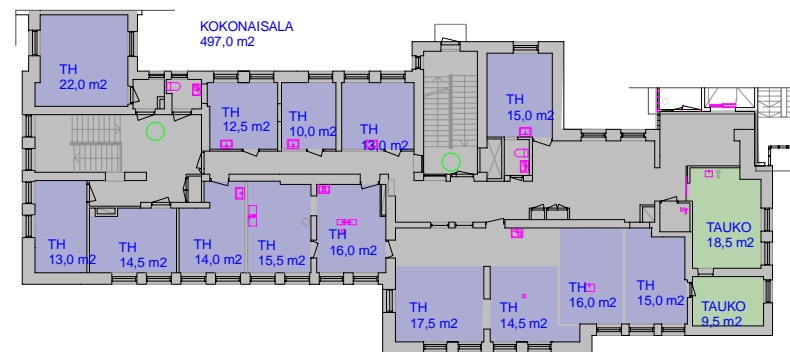 KOKONAISALA
497,0 m2
TH
22,0 m2
TH
12,5 m2
TH
10,0 m2
TH
13,0 m2
TH
15,0 m2
TH
13,0 m2
TH
14,5 m2
TH
14,0 m2
TH
15,5 m2
TH
16,0 m2
TH
17,5 m2
TH
14,5 m2
TH
16,0 m2
TH
15,0 m2
TAUKO
18,5 m2
TAUKO
9,5 m2